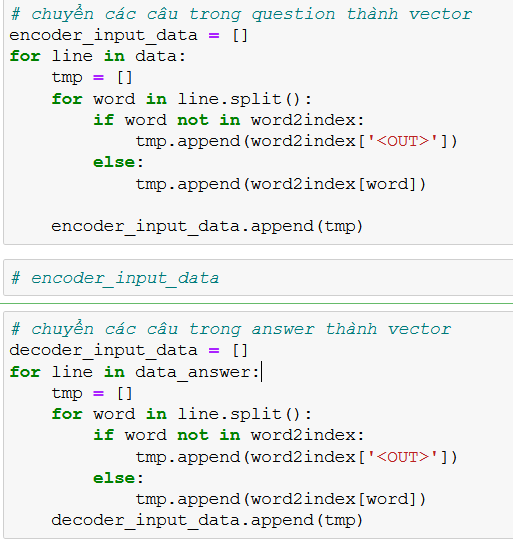 # chuyển các câu trong question thành vector
encoder_input_data = []
for line in data:
    tmp = []
    for word in line.split():
        if word not in word2index:
            tmp.append(word2index['<OUT>'])
        else:
            tmp.append(word2index[word])

    encoder_input_data.append(tmp)
# encoder_input_data
# chuyển các câu trong answer thành vector
decoder_input_data = []
for line in data_answer:
    tmp = []
    for word in line.split():
        if word not in word2index:
            tmp.append(word2index['<OUT>'])
        else:
            tmp.append(word2index[word])
    decoder_input_data.append(tmp)